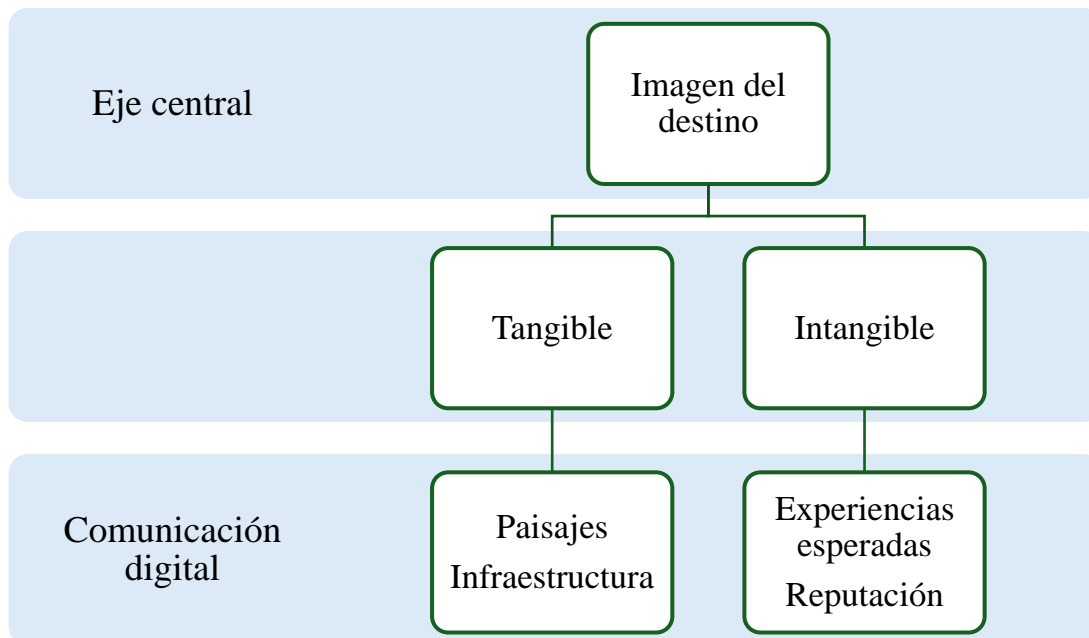 Eje central
Imagen del
destino
Tangible
Intangible
Comunicación
digital
Paisajes
Infraestructura
Experiencias
esperadas
Reputación